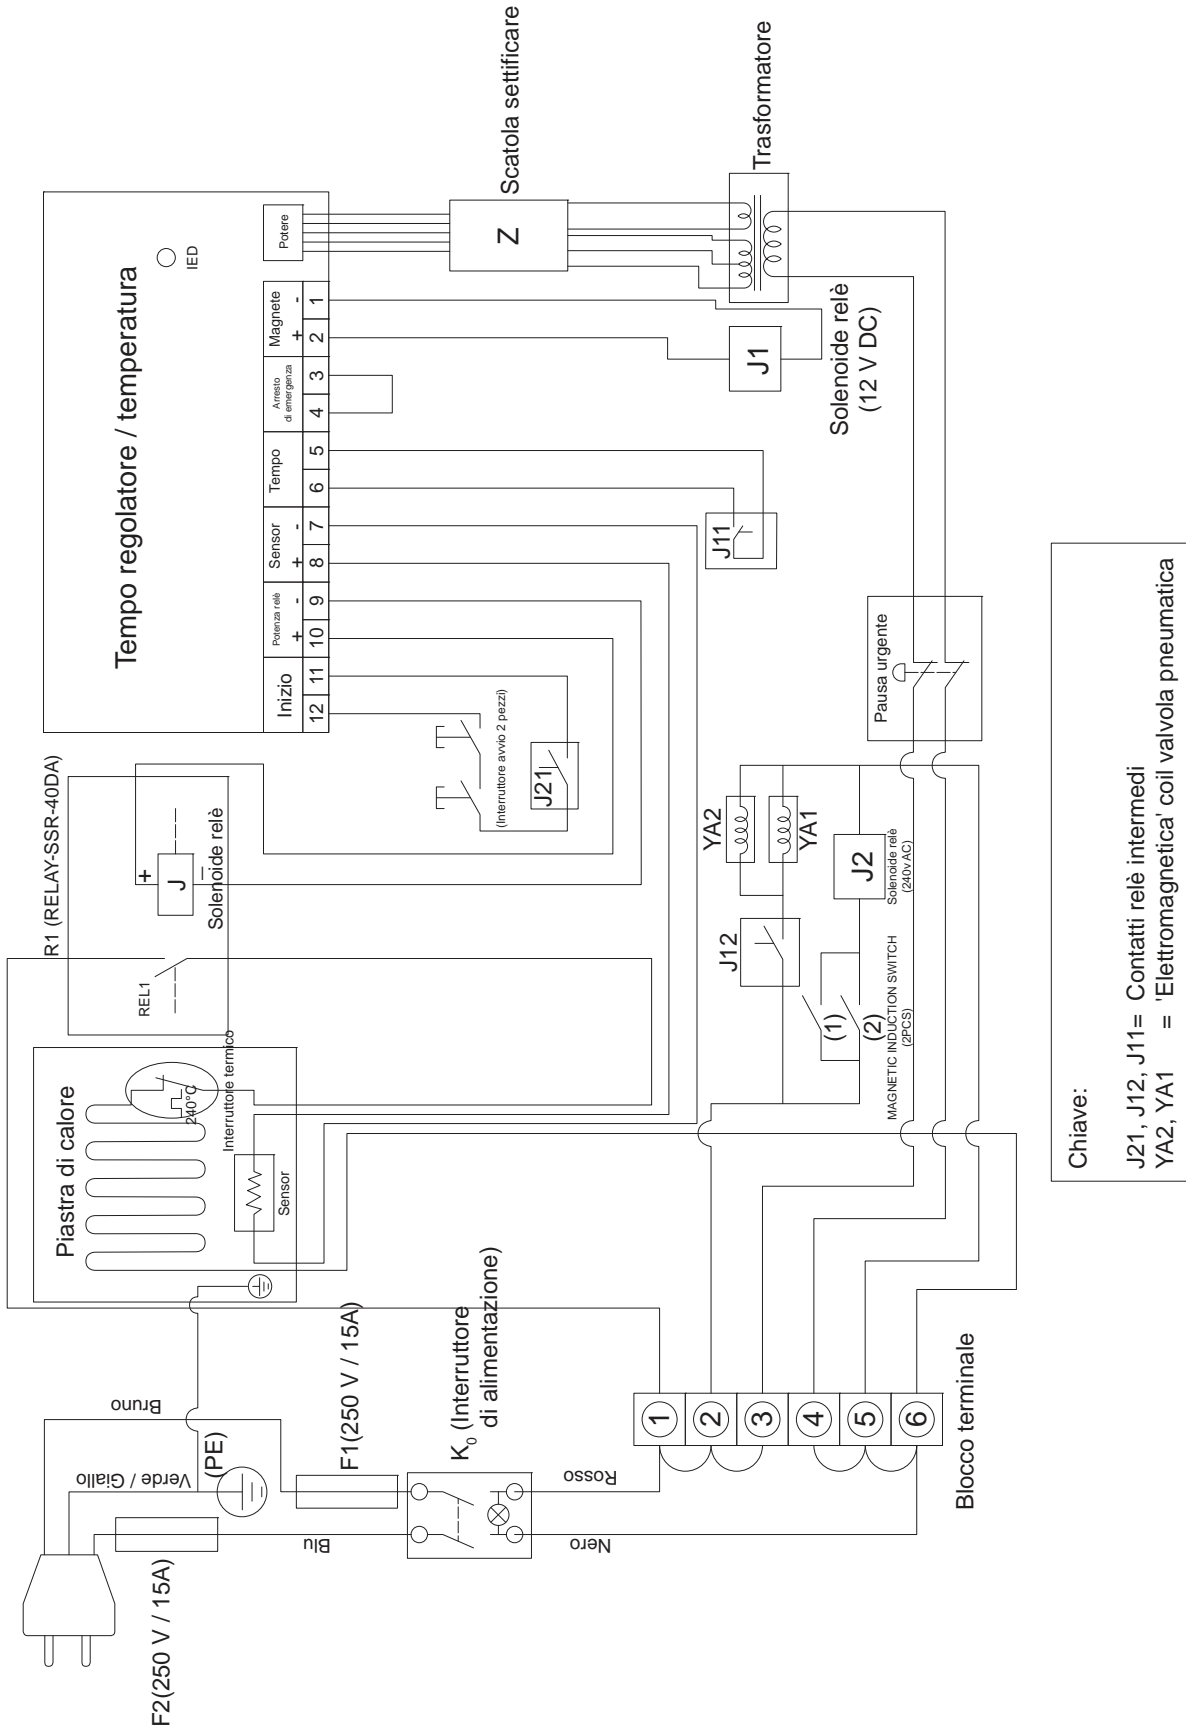 F2(250 V / 15A)
Blu
Verde / Giallo
(PE)
Bruno
F1(250 V / 15A)
K0 (Interruttore
di alimentazione)
Nero
Rosso
Blocco terminale
1
2
3
4
5
6
Piastra di calore
240°C
Interruttore termico
Sensor
R1 (RELAY-SSR-40DA)
REL1
J
+
-
Solenoide relè
Tempo regolatore / temperatura
IED
Inizio
Potenza relè
+ -
Sensor
+ -
Tempo
Arresto
di emergenza
Magnete
+ -
Potere
12 11 10 9 8 7 6 5 4 3 2 1
(Interruttore avvio 2 pezzi)
J21
J11
Z
Scatola settificare
Trasformatore
J1
Solenoide relè
(12 V DC)
J12
YA2
YA1
(1)
(2)
MAGNETIC INDUCTION SWITCH
(2PCS)
J2
Solenoide relè
(240v AC)
Pausa urgente
Chiave:
J21, J12, J11= Contatti relè intermedi
YA2, YA1 = 'Elettromagnetica' coil valvola pneumatica